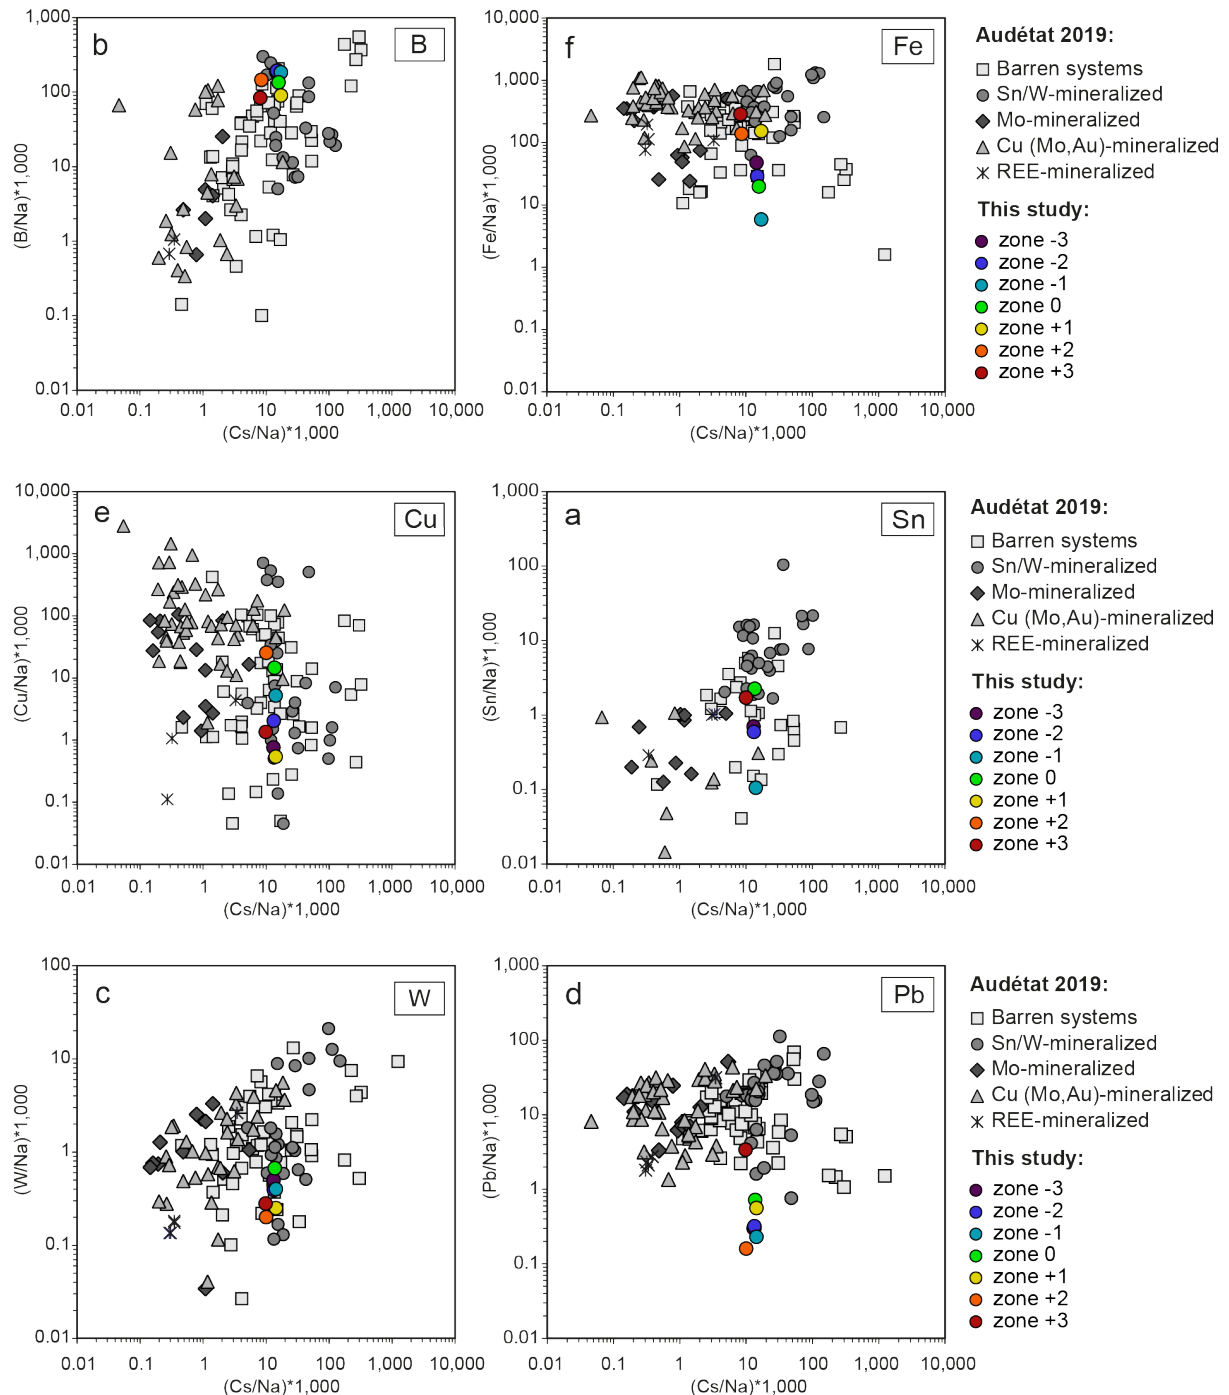 b
B
1,000
100
10
1
0.1
0.01
(B/Na)*1,000
0.01
0.1
1
10
100
1,000
10,000
(Cs/Na)*1,000
f
Fe
10,000
1,000
100
10
1
0.1
0.01
(Fe/Na)*1,000
0.01
0.1
1
10
100
1,000
10,000
(Cs/Na)*1,000
Audétat 2019:
Barren systems
Sn/W-mineralized
Mo-mineralized
Cu (Mo,Au)-mineralized
REE-mineralized
This study:
zone -3
zone -2
zone -1
zone 0
zone +1
zone +2
zone +3
e
Cu
10,000
1,000
100
10
1
0.1
0.01
(Cu/Na)*1,000
0.01
0.1
1
10
100
1,000
10,000
(Cs/Na)*1,000
a
Sn
1,000
100
10
1
0.1
0.01
(Sn/Na)*1,000
0.01
0.1
1
10
100
1,000
10,000
(Cs/Na)*1,000
Audétat 2019:
Barren systems
Sn/W-mineralized
Mo-mineralized
Cu (Mo,Au)-mineralized
REE-mineralized
This study:
zone -3
zone -2
zone -1
zone 0
zone +1
zone +2
zone +3
c
W
100
10
1
0.1
0.01
(W/Na)*1,000
0.01
0.1
1
10
100
1,000
10,000
(Cs/Na)*1,000
d
Pb
1,000
100
10
1
0.1
0.01
(Pb/Na)*1,000
0.01
0.1
1
10
100
1,000
10,000
(Cs/Na)*1,000
Audétat 2019:
Barren systems
Sn/W-mineralized
Mo-mineralized
Cu (Mo,Au)-mineralized
REE-mineralized
This study:
zone -3
zone -2
zone -1
zone 0
zone +1
zone +2
zone +3